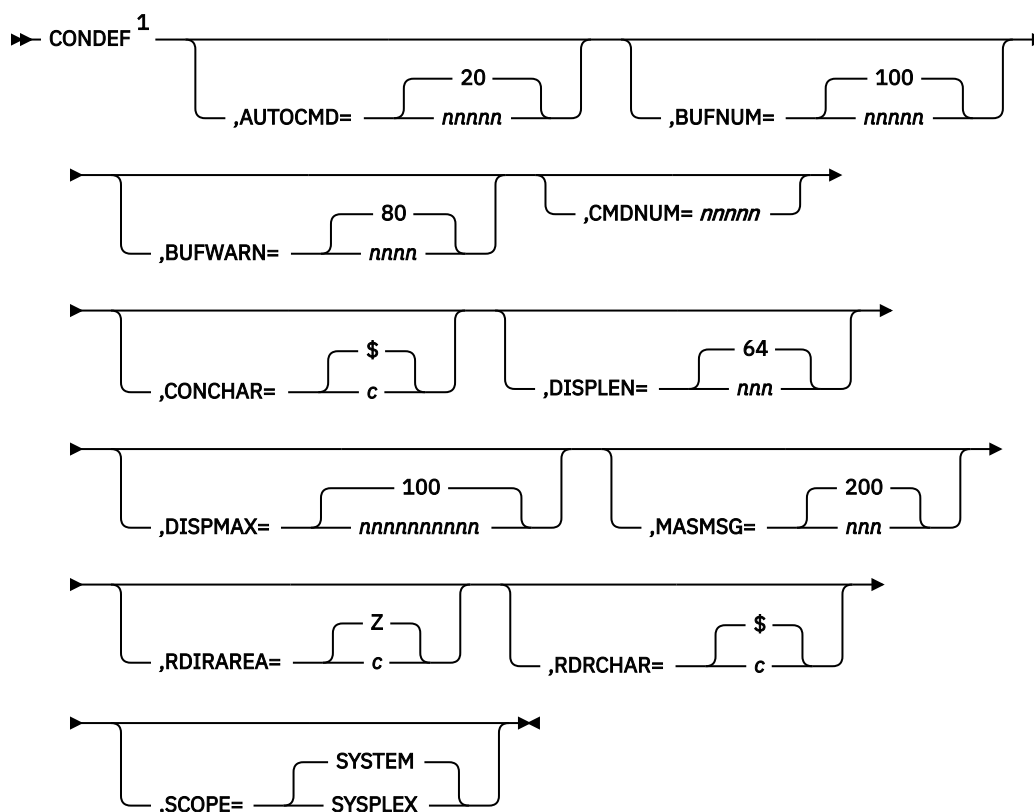 CONDEF 1
20
100
,AUTOCMD= nnnnn
,BUFNUM= nnnnn
80
,BUFWARN= nnnn
,CMDNUM= nnnnn
$
,CONCHAR= c
64
,DISPLEN= nnn
100
,DISPMAX= nnnnnnnnnn
200
,MASMSG= nnn
Z
,RDIRAREA= c
$
,RDRCHAR= c
SYSTEM
,SCOPE= SYSPLEX